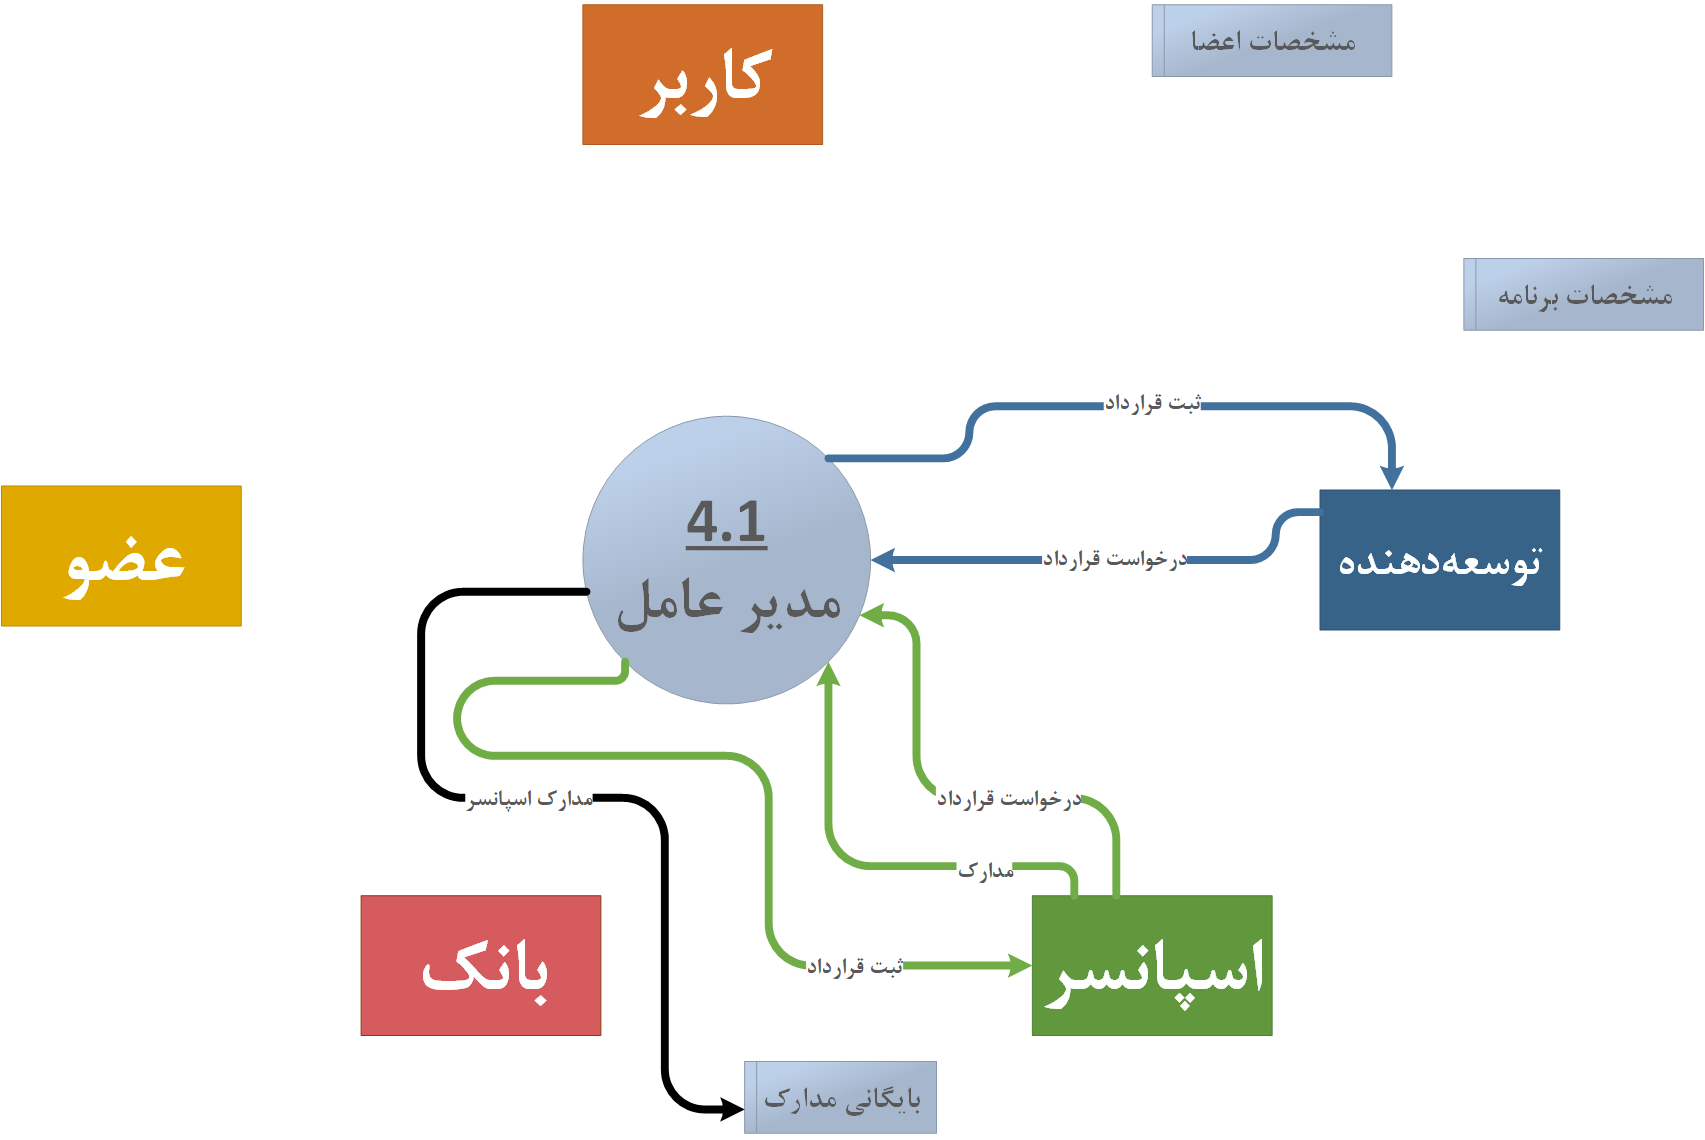 کاربر
مشخصات اعضا
مشخصات برنامه
ثبت قرارداد
4.1
مدیر عامل
درخواست قرارداد
توسعه‌دهنده
عضو
مدارک اسپانسر
درخواست قرارداد
مدارک
بانک
ثبت قرارداد
اسپانسر
بایگانی مدارک